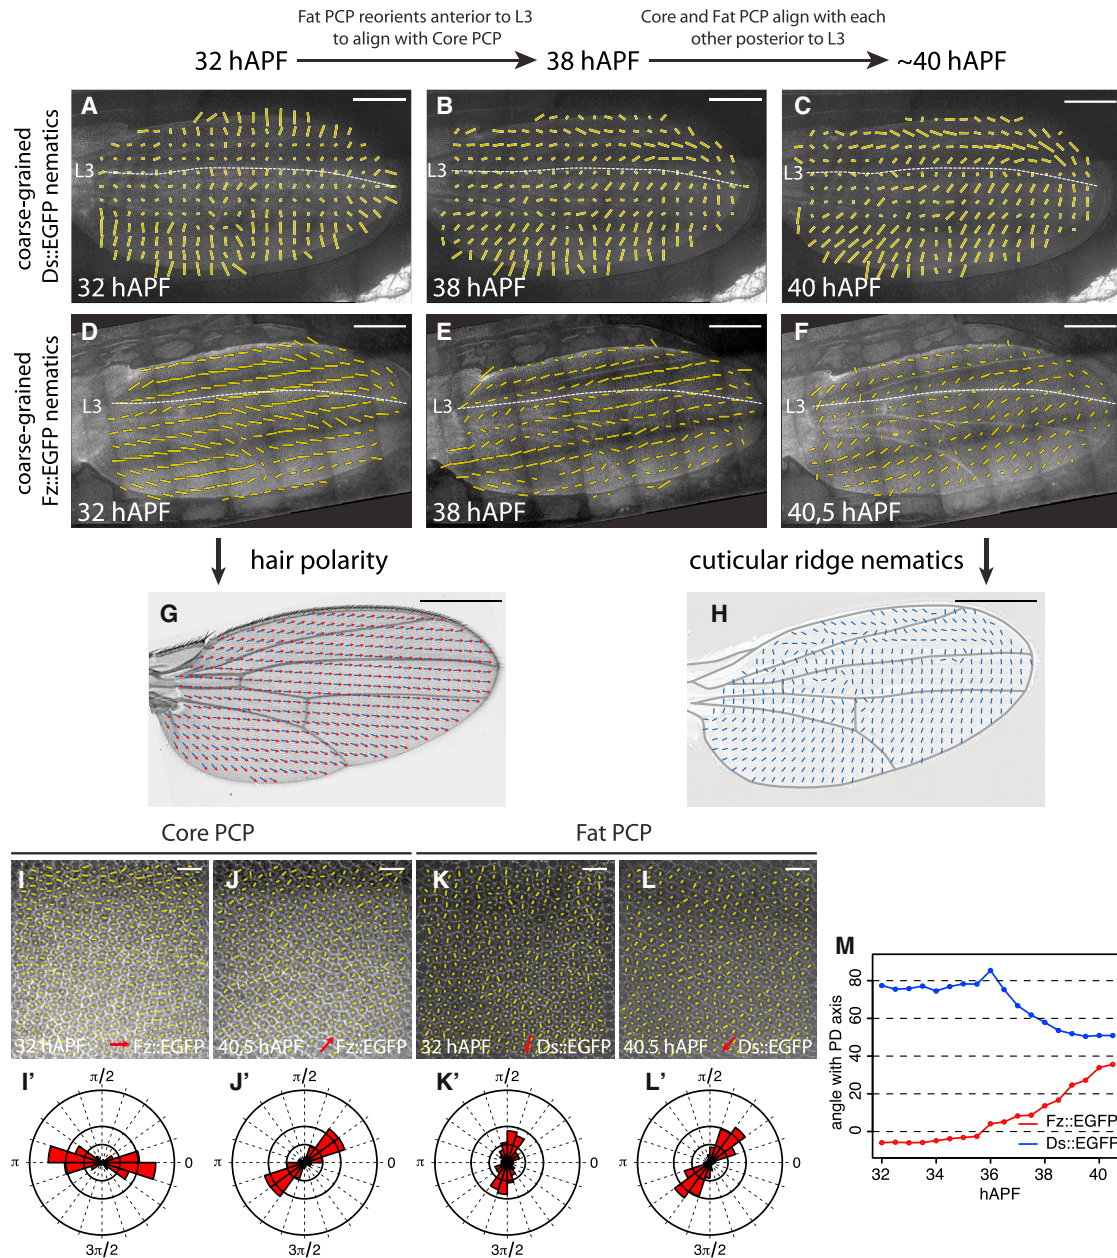 Fat PCP reorients anterior to L3
to align with Core PCP
Core and Fat PCP align with each
other posterior to L3
32 hAPF
38 hAPF
~40 hAPF
coarse-grained
Ds::EGFP nematics
A
L3
32 hAPF
B
L3
38 hAPF
C
L3
40 hAPF
coarse-grained
Fz::EGFP nematics
D
L3
32 hAPF
E
L3
38 hAPF
F
L3
40,5 hAPF
hair polarity
cuticular ridge nematics
G
H
Core PCP
Fat PCP
I
32 hAPF
Fz::EGFP
J
40,5 hAPF
Fz::EGFP
K
32 hAPF
Ds::EGFP
L
40.5 hAPF
Ds::EGFP
I’
π/2
π
0
3π/2
J’
π/2
π
0
3π/2
K’
π/2
π
0
3π/2
L’
π/2
π
0
3π/2
M
angle with PD axis
80
60
40
20
0
Fz::EGFP
Ds::EGFP
32
34
36
38
40
hAPF